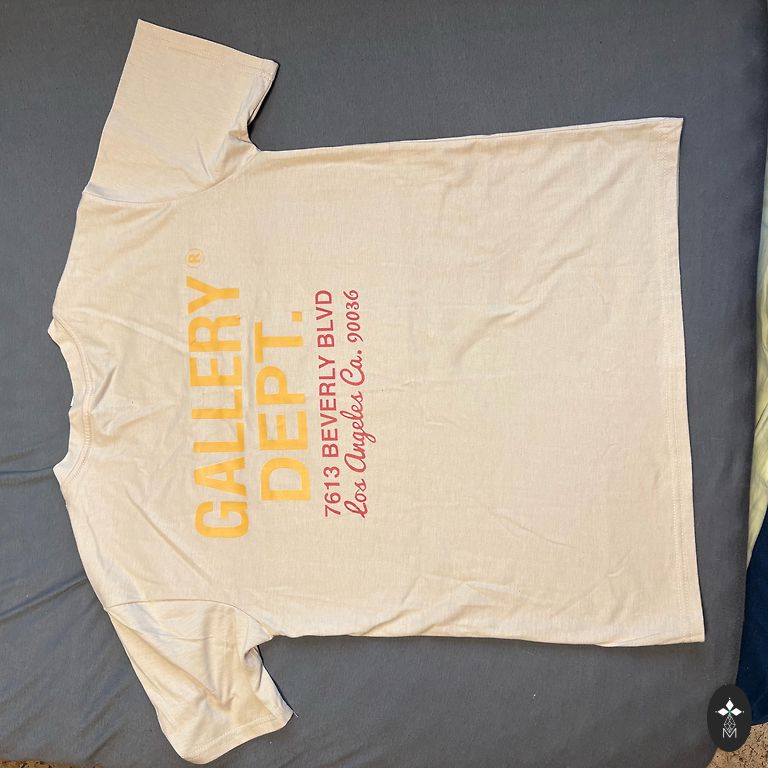 GALLERY ®
DEPT.
7613 BEVERLY BLVD
Los Angeles Ca. 90036
M